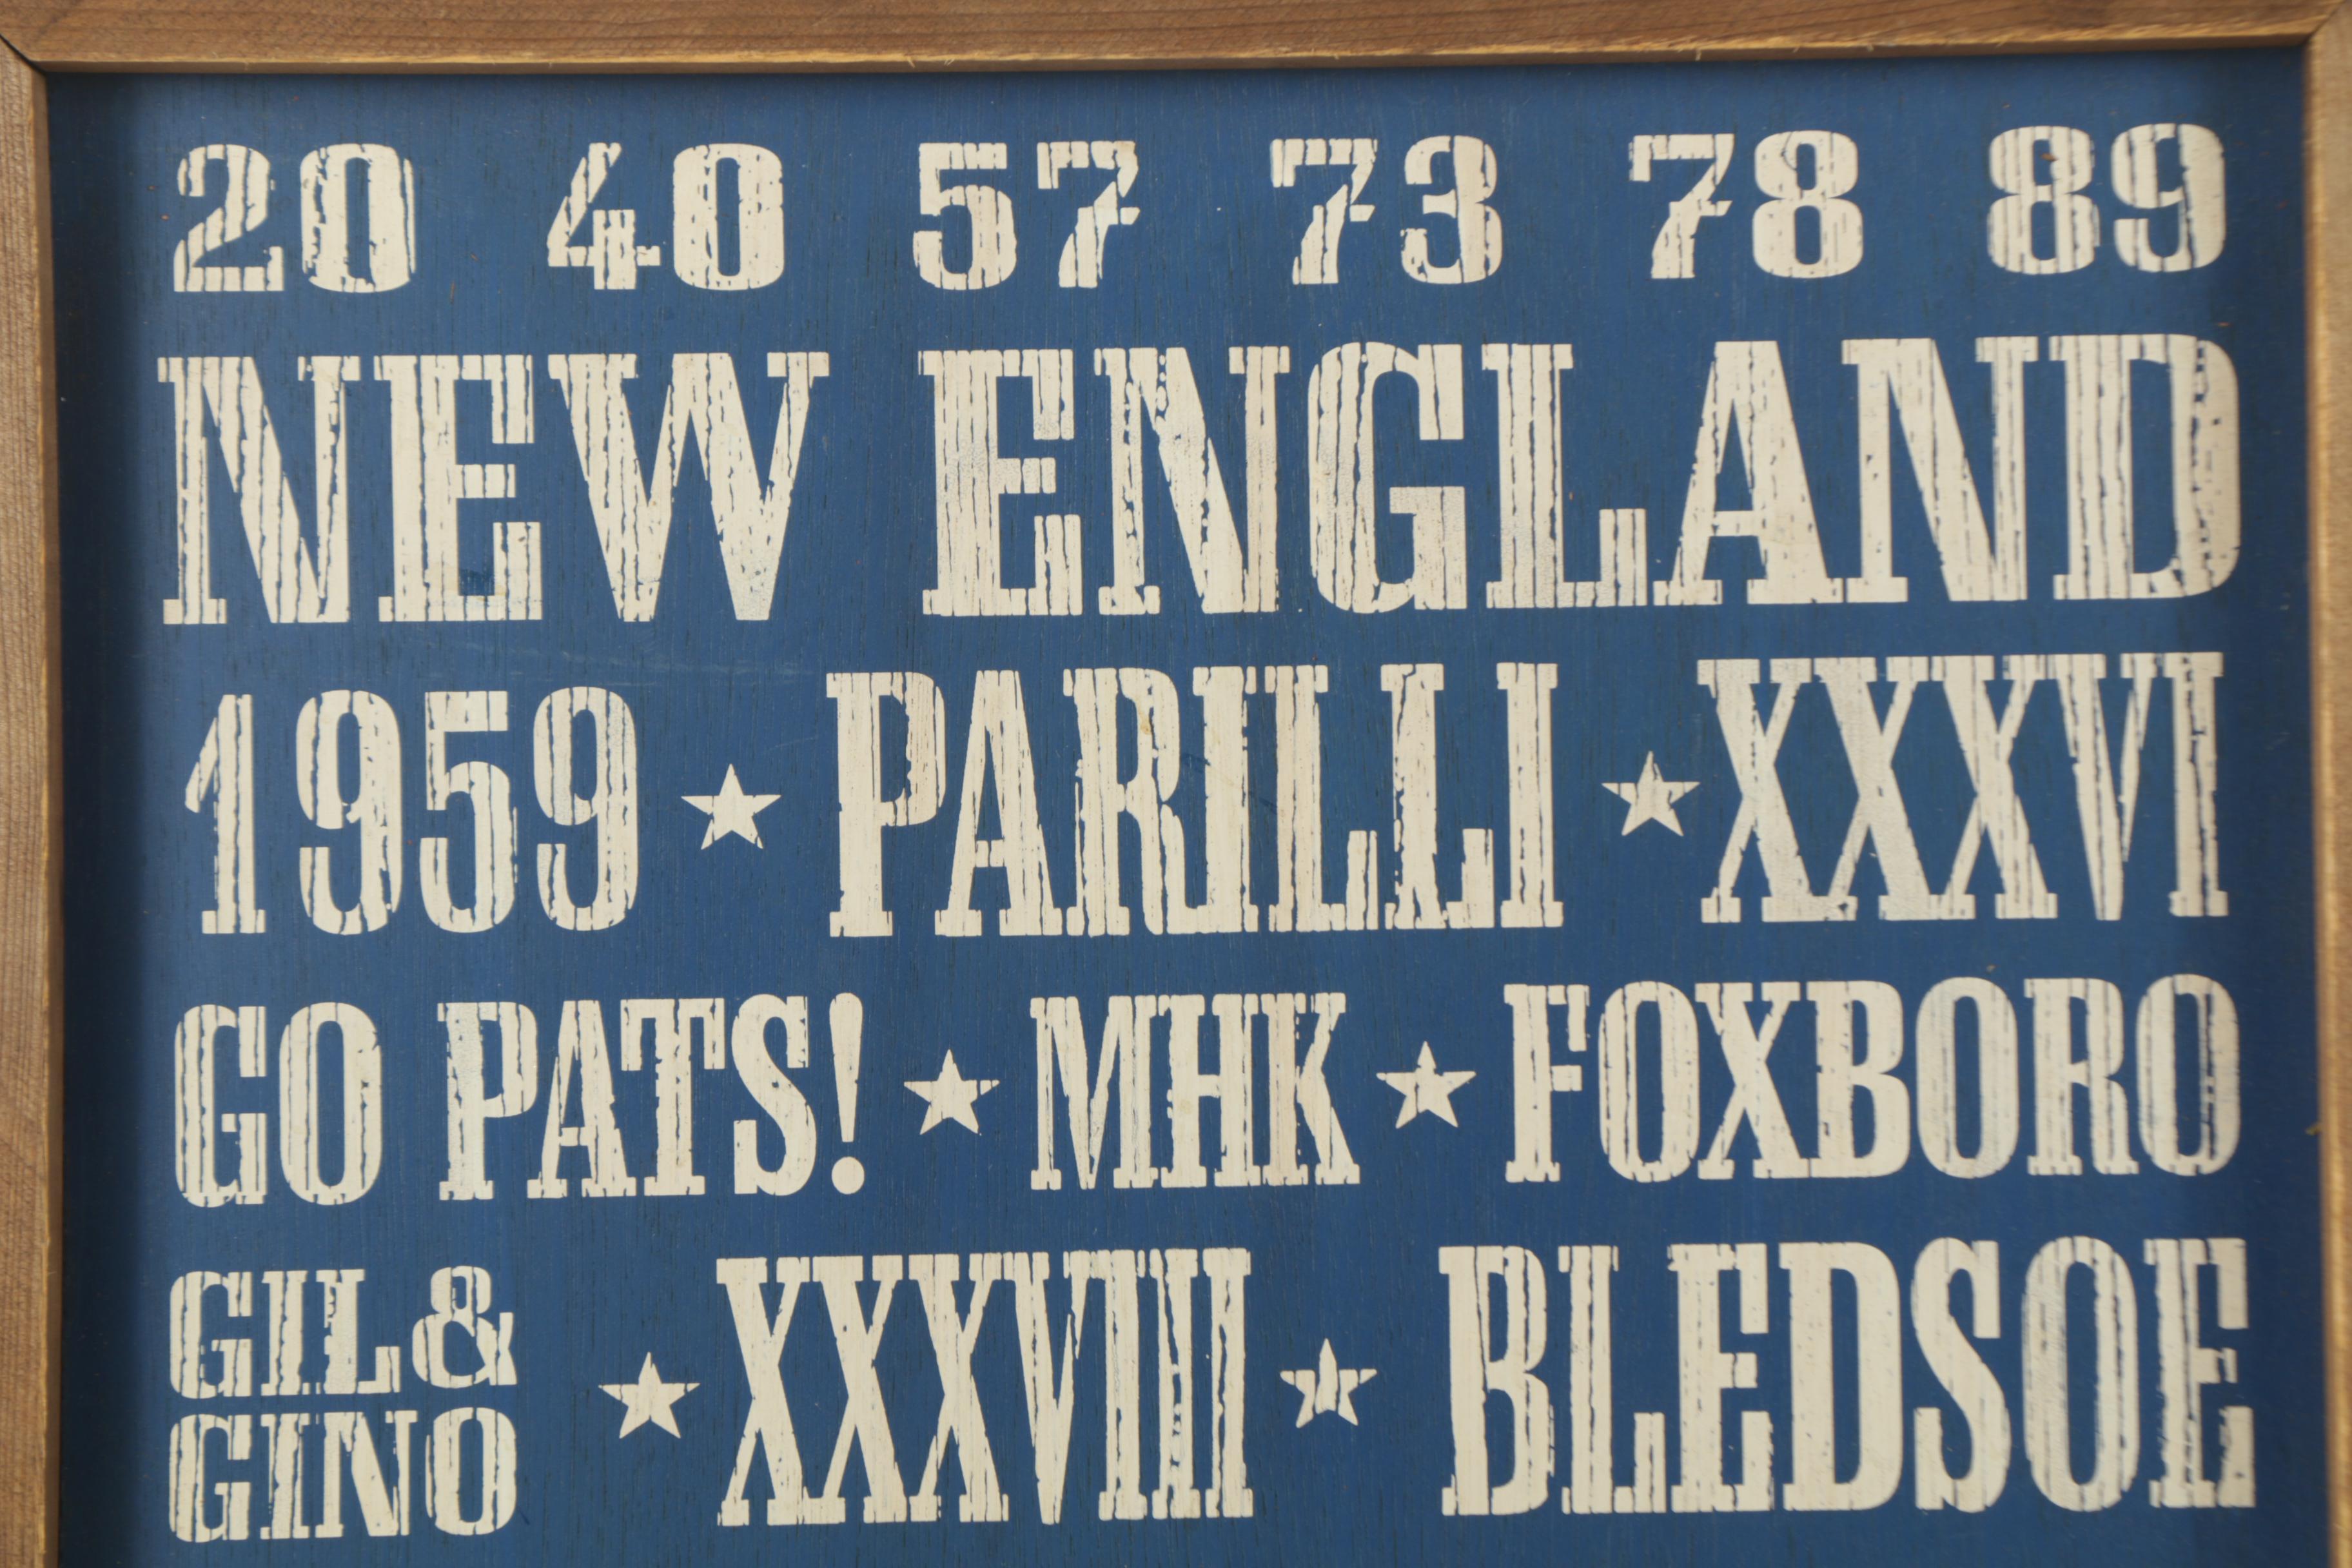 20 40 57 73 78 89
NEW ENGLAND
1959 ★ PARILLI ★ XXXVI
GO PATS! ★ MHK ★ FOXBORO
GIL &
GINO ★ XXXVIII ★ BLEDSOE